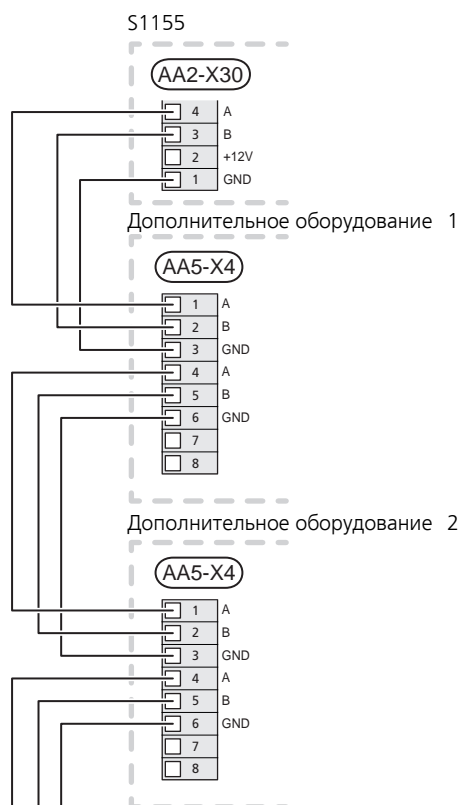 S1155
AA2-X30
4 A
3 B
2 +12V
1 GND
Дополнительное оборудование 1
AA5-X4
1 A
2 B
3 GND
4 A
5 B
6 GND
7
8
Дополнительное оборудование 2
AA5-X4
1 A
2 B
3 GND
4 A
5 B
6 GND
7
8